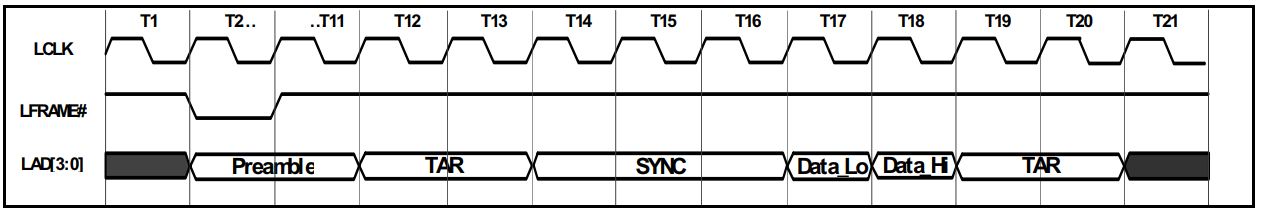 T1 T2.. ..T11 T12 T13 T14 T15 T16 T17 T18 T19 T20 T21
LCLK
LFRAME#
LAD[3:0] Preamble TAR SYNC Data_Lo Data_Hi TAR